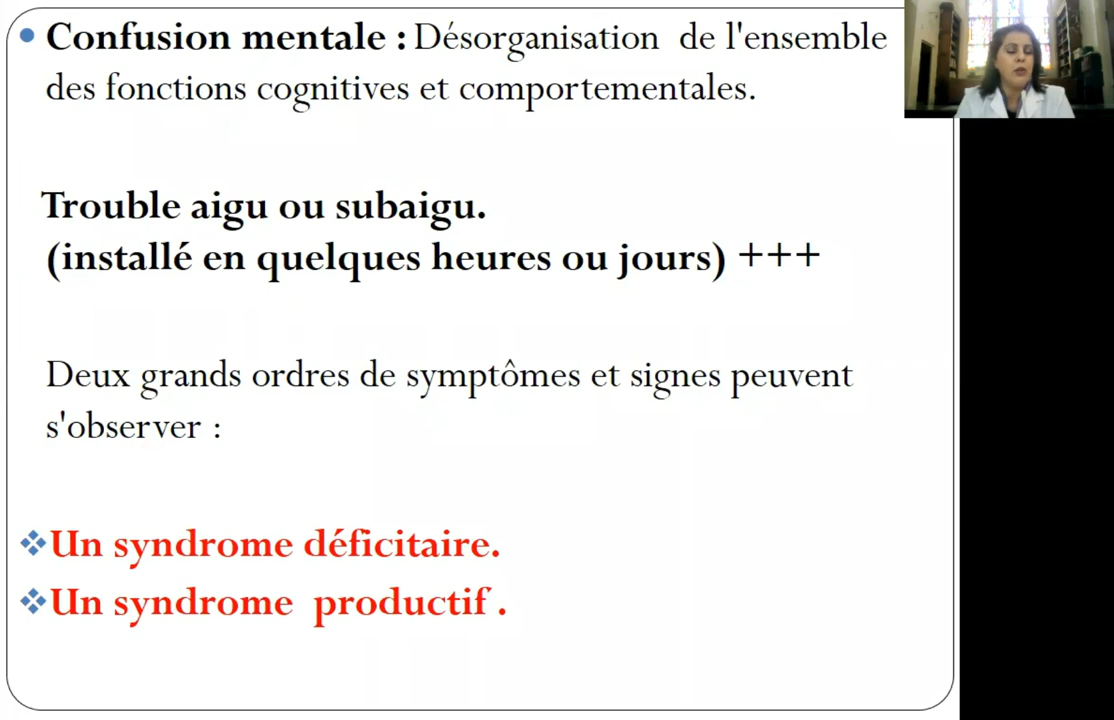 Confusion mentale : Désorganisation de l'ensemble
des fonctions cognitives et comportementales.
Trouble aigu ou subaigu.
(installé en quelques heures ou jours) +++
Deux grands ordres de symptômes et signes peuvent
s'observer :
Un syndrome déficitaire.
Un syndrome productif .